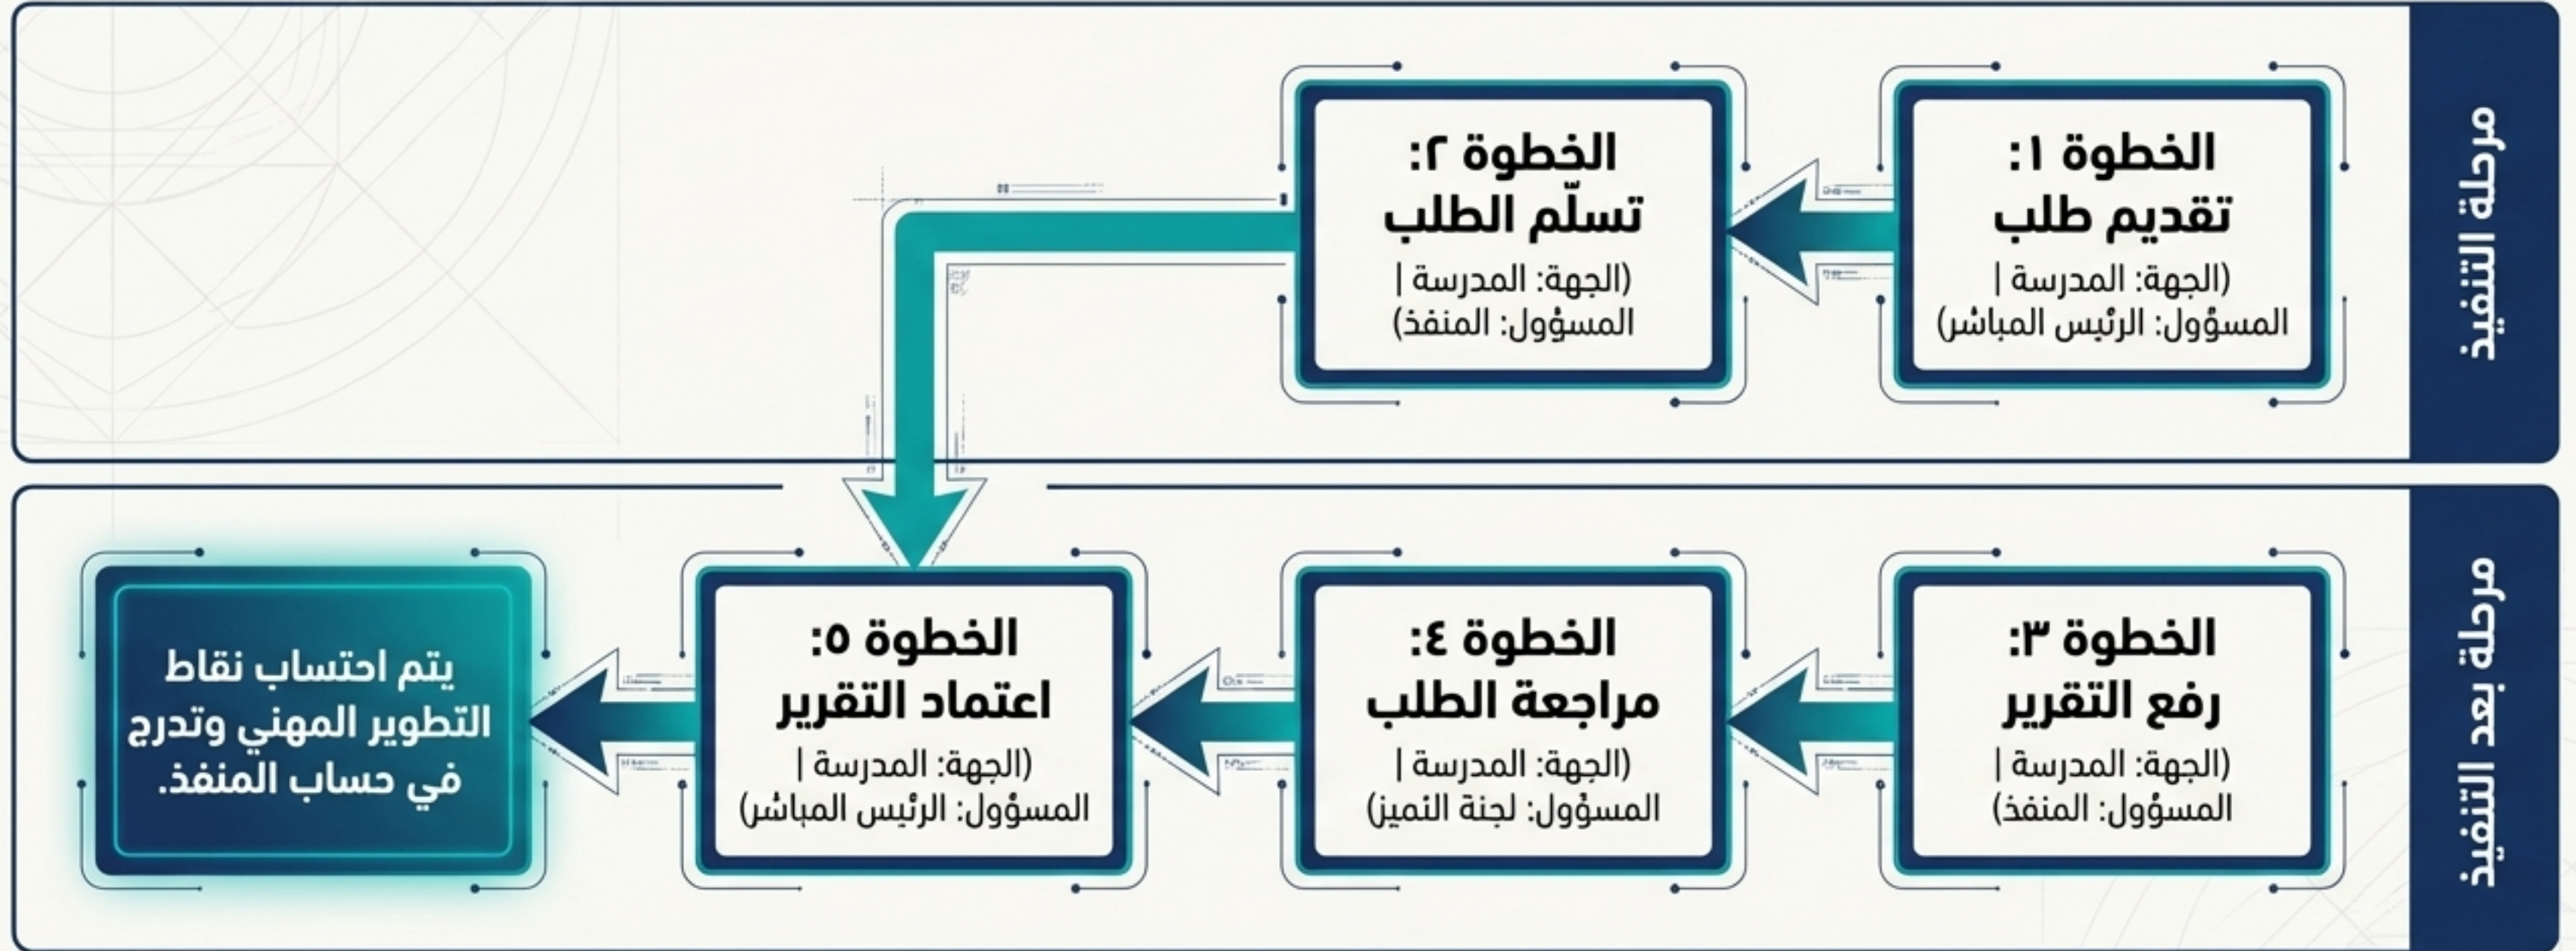 مرحلة التنفيذ
الخطوة ١:
تقديم طلب
(الجهة: المدرسة |
المسؤول: الرئيس المباشر)
الخطوة ٢:
تسلّم الطلب
(الجهة: المدرسة |
المسؤول: المنفذ)
مرحلة بعد التنفيذ
الخطوة ٣:
رفع التقرير
(الجهة: المدرسة |
المسؤول: المنفذ)
الخطوة ٤:
مراجعة الطلب
(الجهة: المدرسة |
المسؤول: لجنة التميز)
الخطوة ٥:
اعتماد التقرير
(الجهة: المدرسة |
المسؤول: الرئيس المباشر)
يتم احتساب نقاط
التطوير المهني وتدرج
في حساب المنفذ.